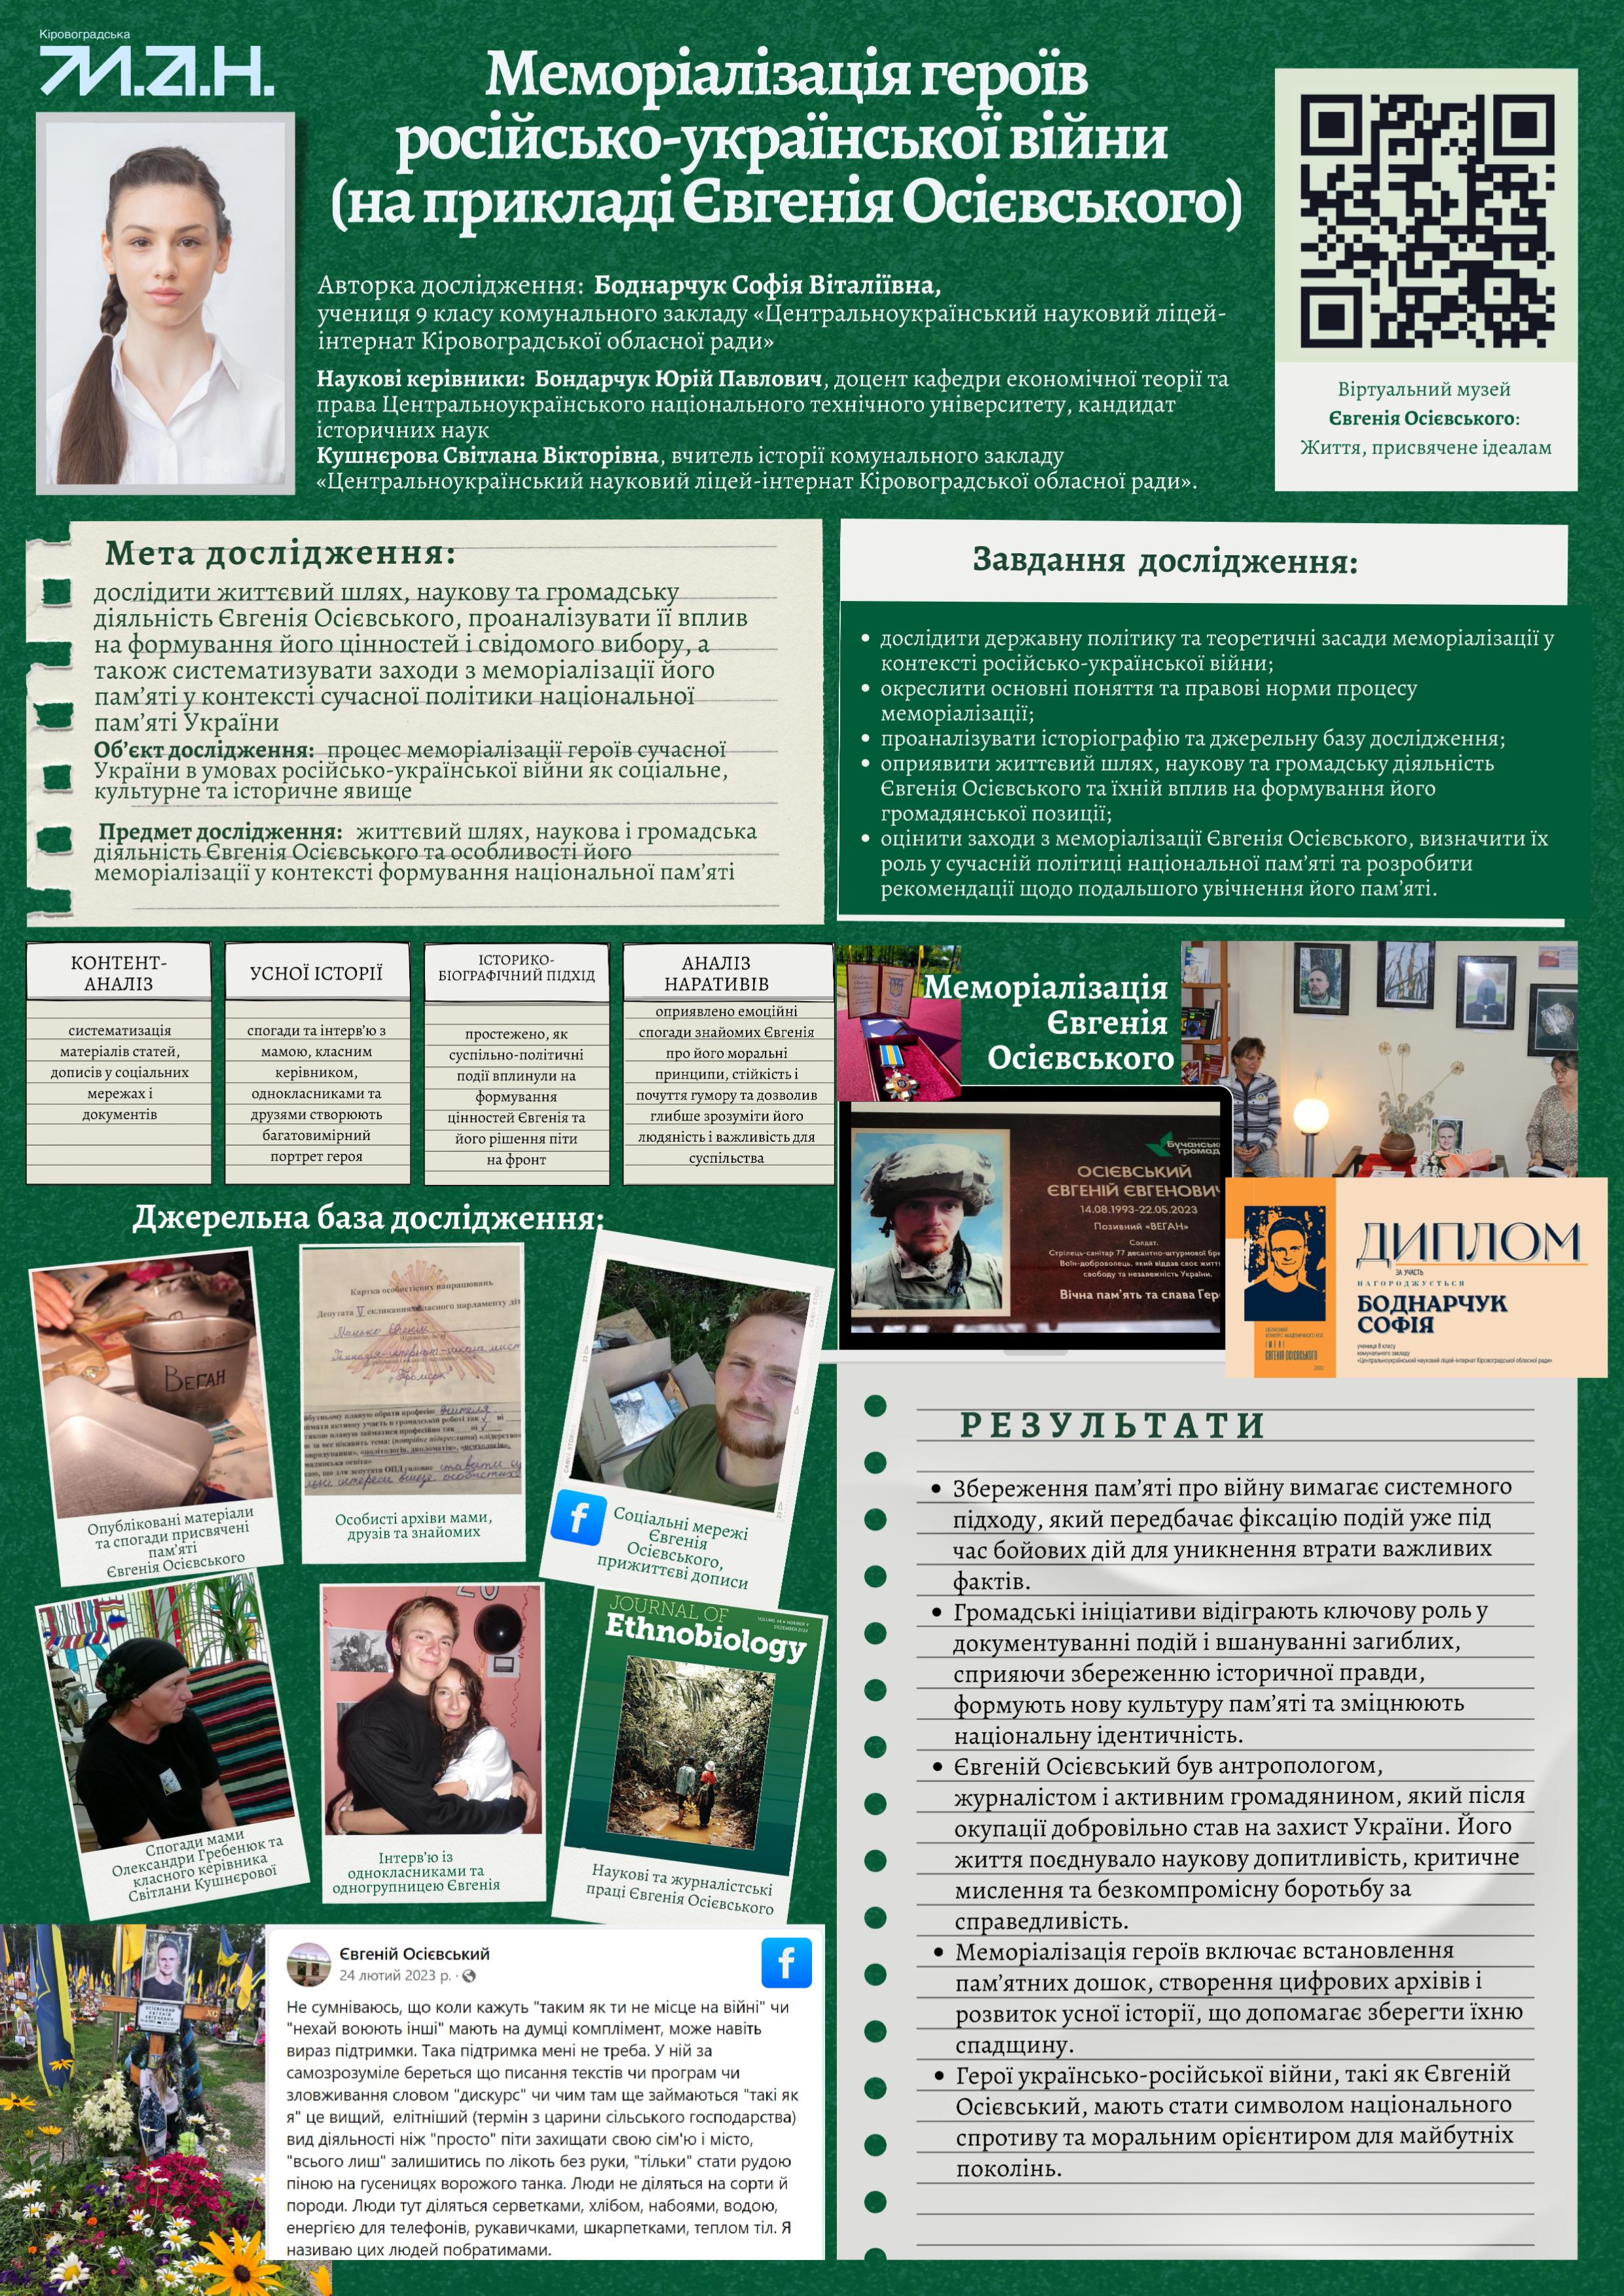 Кіровоградська
М.А.Н.
Меморіалізація героїв
російсько-української війни
(на прикладі Євгенія Осієвського)
Авторка дослідження: Боднарчук Софія Віталіївна,
учениця 9 класу комунального закладу «Центральноукраїнський науковий ліцей-
інтернат Кіровоградської обласної ради»
Наукові керівники: Бондарчук Юрій Павлович, доцент кафедри економічної теорії та
права Центральноукраїнського національного технічного університету, кандидат
історичних наук
Кушнєрова Світлана Вікторівна, вчитель історії комунального закладу
«Центральноукраїнський науковий ліцей-інтернат Кіровоградської обласної ради».
Віртуальний музей
Євгенія Осієвського:
Життя, присвячене ідеалам
Мета дослідження:
дослідити життєвий шлях, наукову та громадську
діяльність Євгенія Осієвського, проаналізувати її вплив
на формування його цінностей і свідомого вибору, а
також систематизувати заходи з меморіалізації його
пам’яті у контексті сучасної політики національної
пам’яті України
Об’єкт дослідження: процес меморіалізації героїв сучасної
України в умовах російсько-української війни як соціальне,
культурне та історичне явище
Предмет дослідження: життєвий шлях, наукова і громадська
діяльність Євгенія Осієвського та особливості його
меморіалізації у контексті формування національної пам’яті
Завдання дослідження:
• дослідити державну політику та теоретичні засади меморіалізації у
контексті російсько-української війни;
• окреслити основні поняття та правові норми процесу
меморіалізації;
• проаналізувати історіографію та джерельну базу дослідження;
• оприявити життєвий шлях, наукову та громадську діяльність
Євгенія Осієвського та їхній вплив на формування його
громадянської позиції;
• оцінити заходи з меморіалізації Євгенія Осієвського, визначити їх
роль у сучасній політиці національної пам’яті та розробити
рекомендації щодо подальшого увічнення його пам’яті.
КОНТЕНТ-
АНАЛІЗ
систематизація
матеріалів статей,
дописів у соціальних
мережах і
документів
УСНОЇ ІСТОРІЇ
спогади та інтерв’ю з
мамою, класним
керівником,
однокласниками та
друзями створюють
багатовимірний
портрет героя
ІСТОРИКО-
БІОГРАФІЧНИЙ ПІДХІД
простежено, як
суспільно-політичні
події вплинули на
формування
цінностей Євгенія та
його рішення піти
на фронт
АНАЛІЗ
НАРАТИВІВ
оприявлено емоційні
спогади знайомих Євгенія
про його моральні
принципи, стійкість і
почуття гумору та дозволив
глибше зрозуміти його
людяність і важливість для
суспільства
Меморіалізація
Євгенія
Осієвського
Бучанськ
громад
ОСІЄВСЬКИЙ
ЄВГЕНІЙ ЄВГЕНОВИ
14.08.1993-22.05.2023
Позивний «ВЕГАН»
Солдат.
Стрілець-санітар 77 десантно-штурмової бри
Воїн-доброволець, який віддав своє житт
свободу та незалежність України.
Вічна пам’ять та слава Гер
ДИПЛОМ
ЗА УЧАСТЬ
НАГОРОДЖУЄТЬСЯ
БОДНАРЧУК
СОФІЯ
учениця 8 класу
комунального закладу
«Центральноукраїнський науковий ліцей-інтернат Кіровоградської обласної ради»
ІМЕНІ
ЄВГЕНІЯ ОСІЄВСЬКОГО
Джерельна база дослідження:
ВЕГАН
Опубліковані матеріали
та спогади присвячені
пам’яті
Євгенія Осієвського
Картка особистісних напрацювань
Депутата V скликання обласного парламенту
Особисті архіви мами,
друзів та знайомих
Соціальні мережі
Євгенія
Осієвського,
прижиттєві дописи
Спогади мами
Олександри Гребенюк та
класного керівника
Світлани Кушнєрової
20
Інтерв’ю із
однокласниками та
одногрупницею Євгенія
JOURNAL OF
Ethnobiology
Наукові та журналістські
праці Євгенія Осієвського
ОСІЄВСЬКИЙ
ЄВГЕНІЙ
ЄВГЕНОВИЧ
ХС
Євгеній Осієвський
24 лютий 2023 р. ·
Не сумніваюсь, що коли кажуть "таким як ти не місце на війні" чи
"нехай воюють інші" мають на думці комплімент, може навіть
вираз підтримки. Така підтримка мені не треба. У ній за
самозрозуміле береться що писання текстів чи програм чи
зловживання словом "дискурс" чи чим там ще займаються "такі як
я" це вищий, елітніший (термін з царини сільського господарства)
вид діяльності ніж "просто" піти захищати свою сім'ю і місто,
"всього лиш" залишитись по лікоть без руки, "тільки" стати рудою
піною на гусеницях ворожого танка. Люди не діляться на сорти й
породи. Люди тут діляться серветками, хлібом, набоями, водою,
енергією для телефонів, рукавичками, шкарпетками, теплом тіл. Я
називаю цих людей побратимами.
РЕЗУЛЬТАТИ
• Збереження пам’яті про війну вимагає системного
підходу, який передбачає фіксацію подій уже під
час бойових дій для уникнення втрати важливих
фактів.
• Громадські ініціативи відіграють ключову роль у
документуванні подій і вшануванні загиблих,
сприяючи збереженню історичної правди,
формують нову культуру пам’яті та зміцнюють
національну ідентичність.
• Євгеній Осієвський був антропологом,
журналістом і активним громадянином, який після
окупації добровільно став на захист України. Його
життя поєднувало наукову допитливість, критичне
мислення та безкомпромісну боротьбу за
справедливість.
• Меморіалізація героїв включає встановлення
пам’ятних дошок, створення цифрових архівів і
розвиток усної історії, що допомагає зберегти їхню
спадщину.
• Герої українсько-російської війни, такі як Євгеній
Осієвський, мають стати символом національного
спротиву та моральним орієнтиром для майбутніх
поколінь.